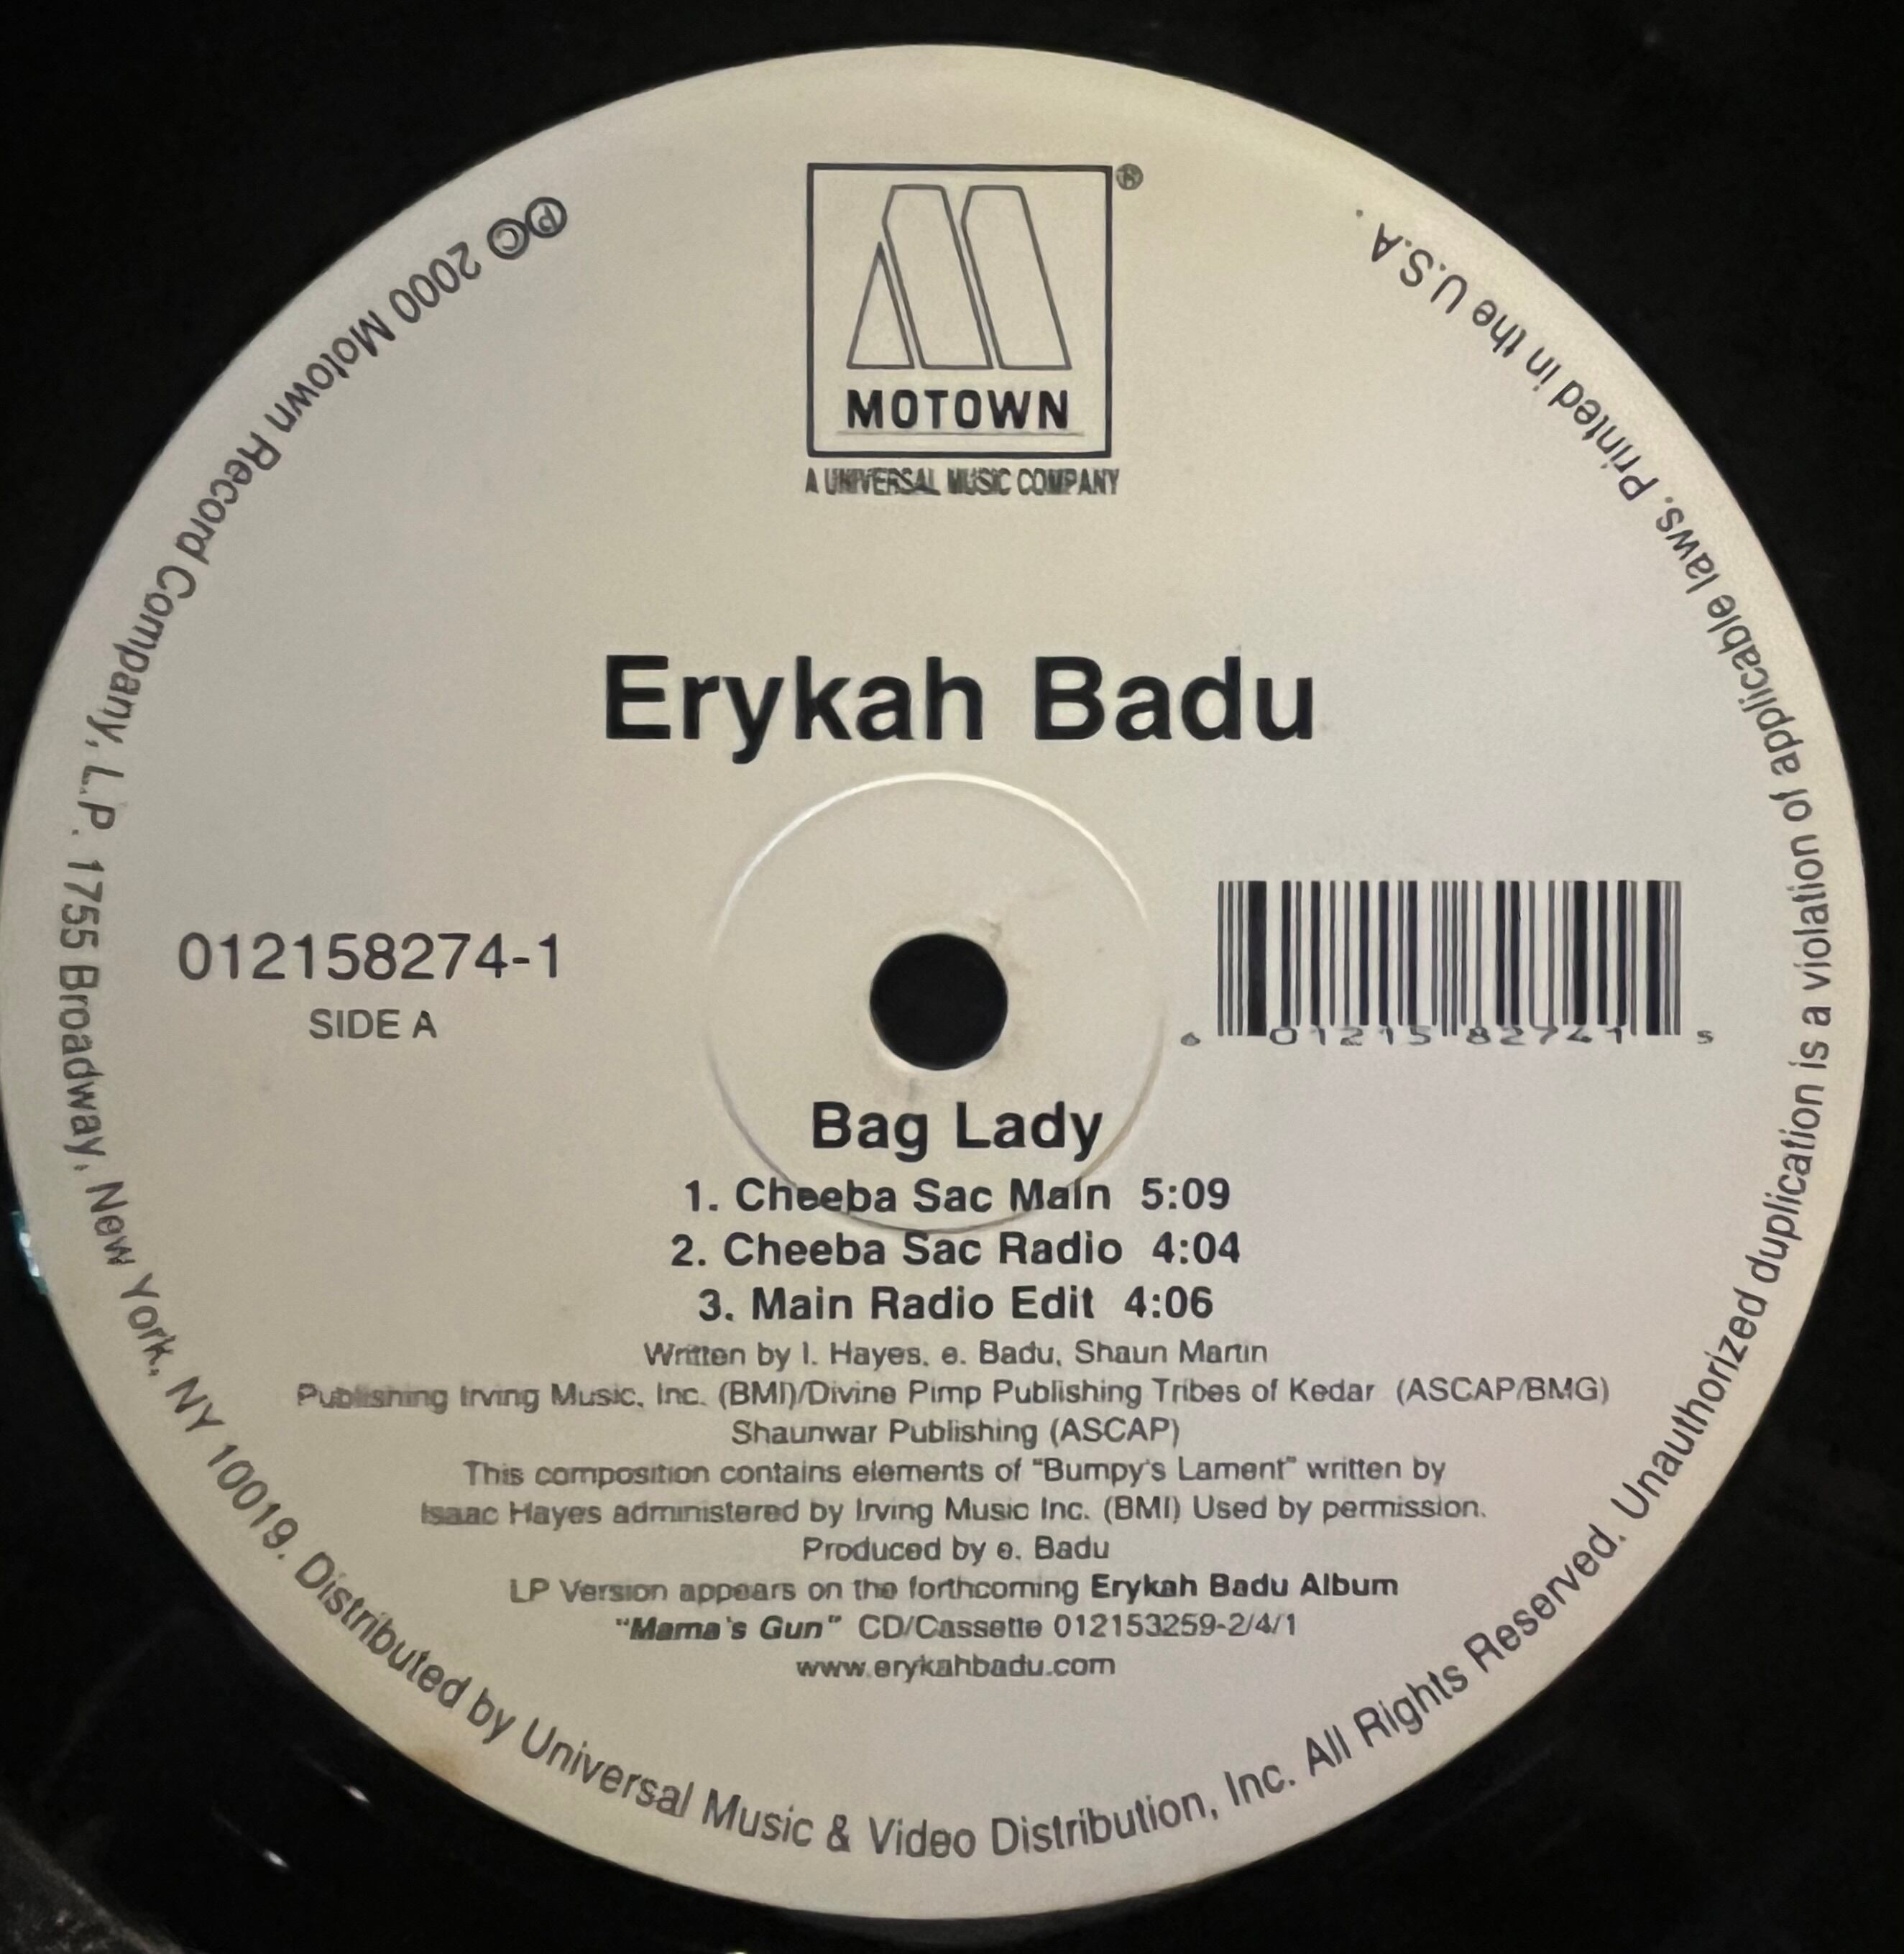 MOTOWN
®
A UNIVERSAL MUSIC COMPANY
Erykah Badu
012158274-1
SIDE A
6 01215 82741 5
Bag Lady
1. Cheeba Sac Main 5:09
2. Cheeba Sac Radio 4:04
3. Main Radio Edit 4:06
Written by I. Hayes, e. Badu, Shaun Martin
Publishing Irving Music, Inc. (BMI)/Divine Pimp Publishing Tribes of Kedar (ASCAP/BMG)
Shaunwar Publishing (ASCAP)
This composition contains elements of "Bumpy's Lament" written by
Isaac Hayes administered by Irving Music Inc. (BMI) Used by permission.
Produced by e. Badu
LP Version appears on the forthcoming Erykah Badu Album
"Mama's Gun" CD/Cassette 012153259-2/4/1
www.erykahbadu.com
℗© 2000 Motown Record Company, L.P. 1755 Broadway, New York, NY 10019. Distributed by Universal Music & Video Distribution, Inc. All Rights Reserved. Unauthorized duplication is a violation of applicable laws. Printed in the U.S.A.